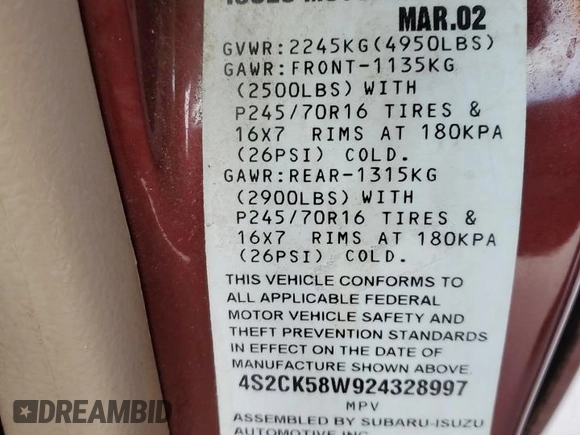 MAR.02
GVWR:2245KG(4950LBS)
GAWR:FRONT-1135KG
(2500LBS) WITH
P245/70R16 TIRES &
16X7 RIMS AT 180KPA
(26PSI) COLD.
GAWR:REAR-1315KG
(2900LBS) WITH
P245/70R16 TIRES &
16X7 RIMS AT 180KPA
(26PSI) COLD.
THIS VEHICLE CONFORMS TO
ALL APPLICABLE FEDERAL
MOTOR VEHICLE SAFETY AND
THEFT PREVENTION STANDARDS
IN EFFECT ON THE DATE OF
MANUFACTURE SHOWN ABOVE.
4S2CK58W924328997
MPV
ASSEMBLED BY SUBARU-ISUZU
AUTOMOTIVE INC.
DREAMBID